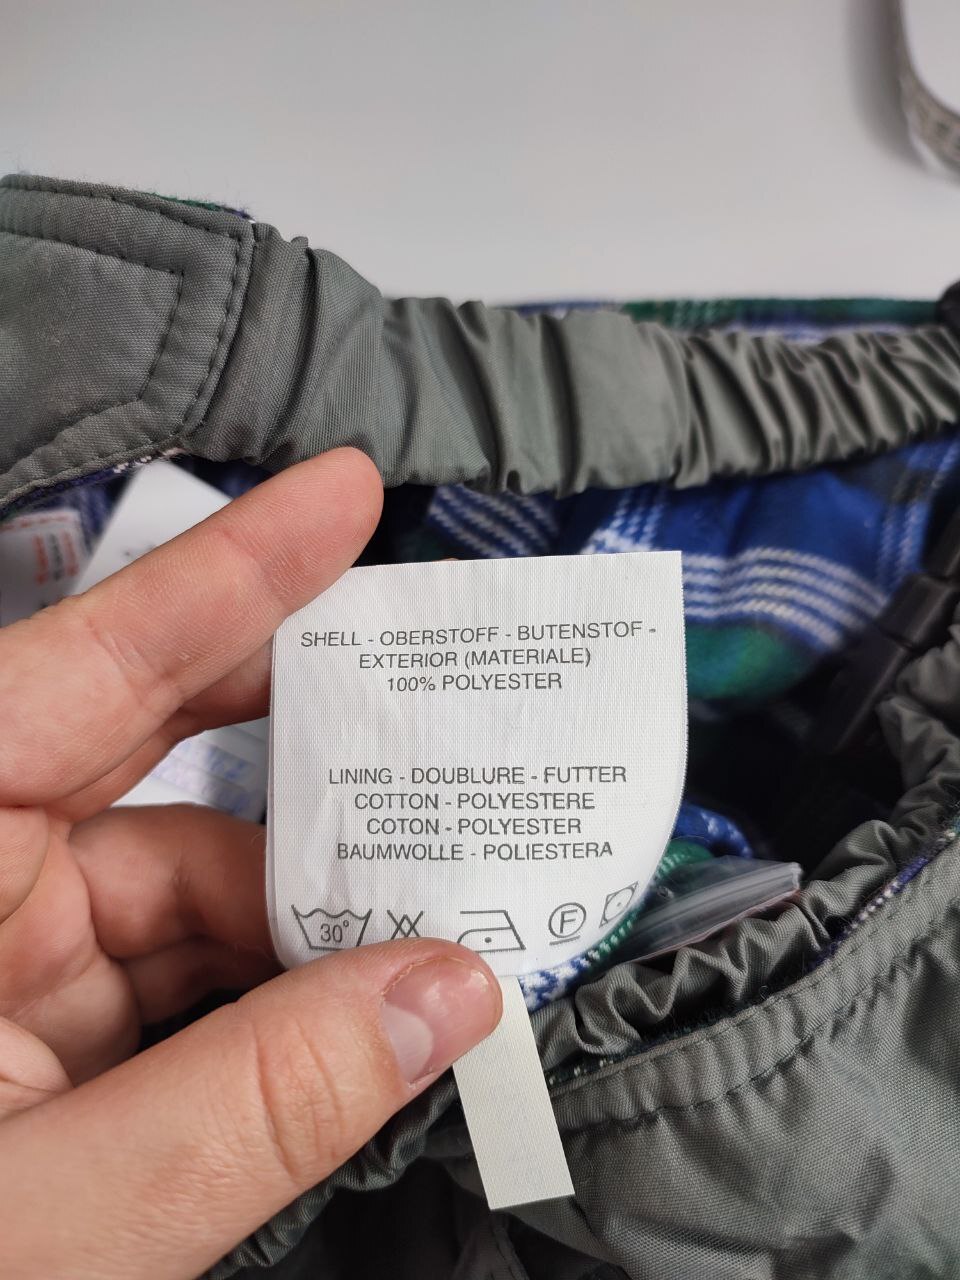 SHELL - OBERSTOFF - BUTENSTOF -
EXTERIOR (MATERIALE)
100% POLYESTER
LINING - DOUBLURE - FUTTER
COTTON - POLYESTERE
COTON - POLYESTER
BAUMWOLLE - POLIESTERA
30°
F